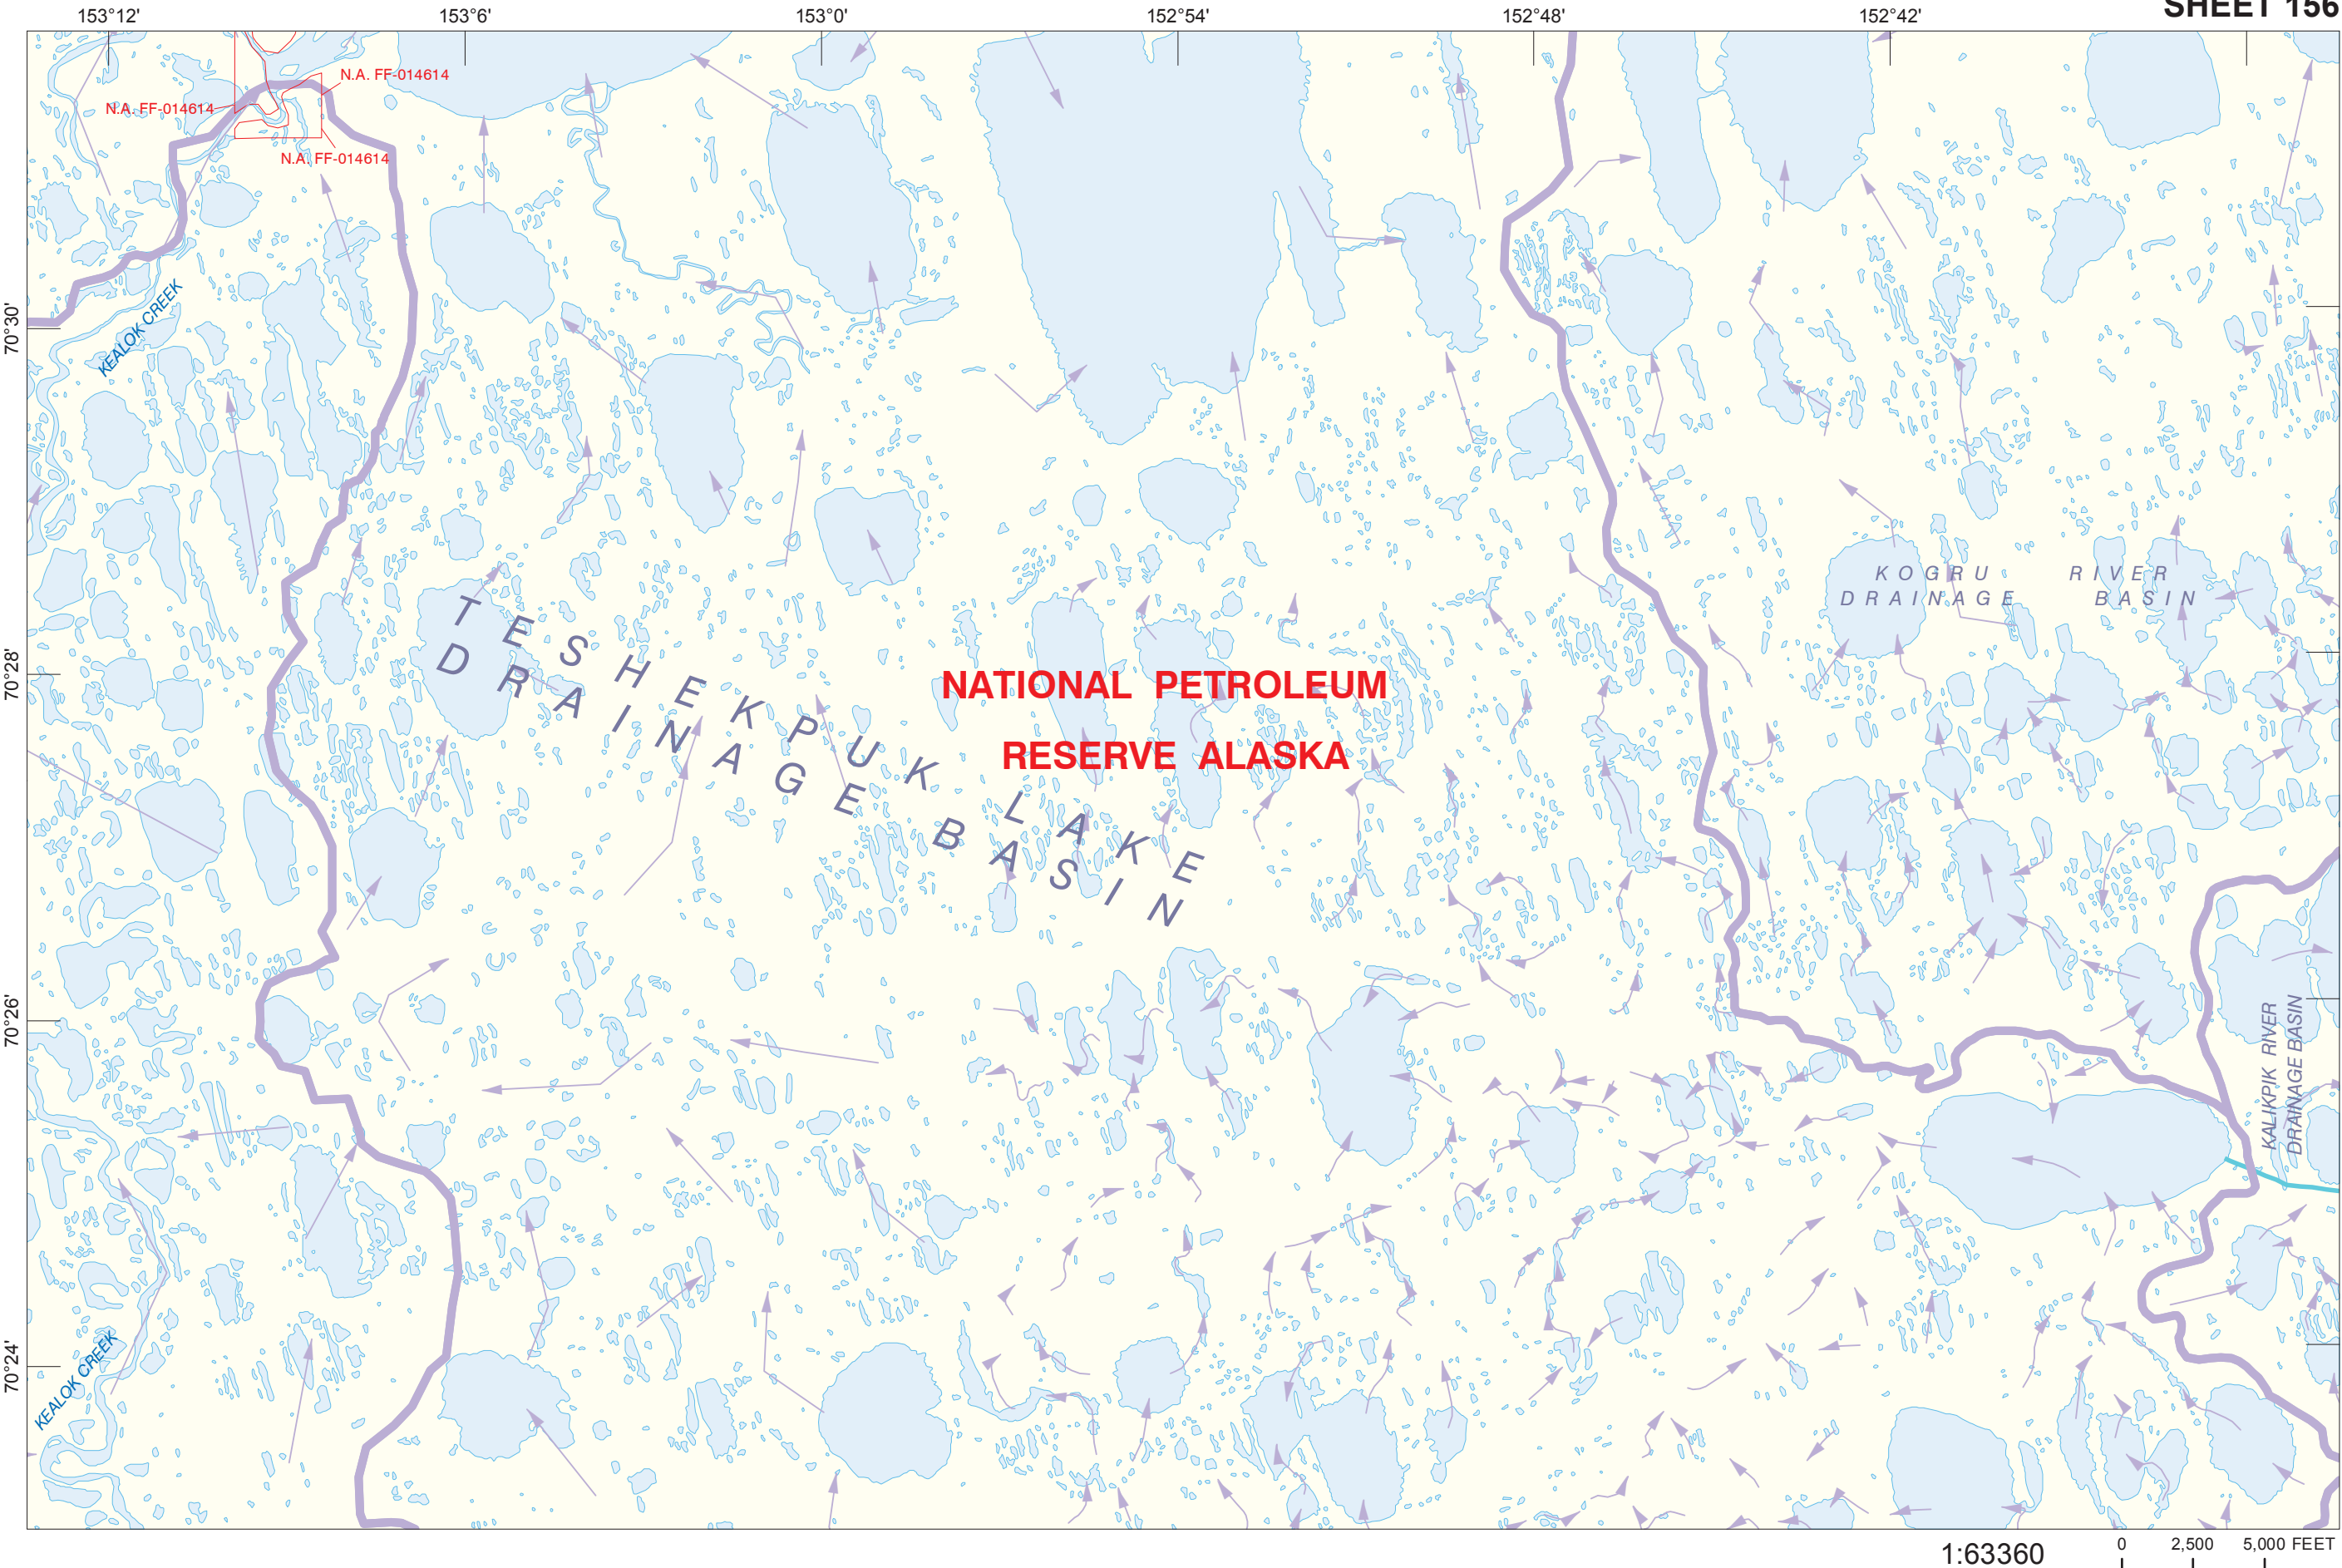 SHEET 156
153°12'
153°6'
153°0'
152°54'
152°48'
152°42'
N.A. FF-014614
N.A. FF-014614
N.A. FF-014614
70°30'
KEALOK CREEK
KOGRU RIVER
DRAINAGE BASIN
TESHEKPUK LAKE
DRAINAGE BASIN
70°28'
NATIONAL PETROLEUM
RESERVE ALASKA
70°26'
KALIKPIK RIVER
DRAINAGE BASIN
70°24'
KEALOK CREEK
1:63360
0 2,500 5,000 FEET